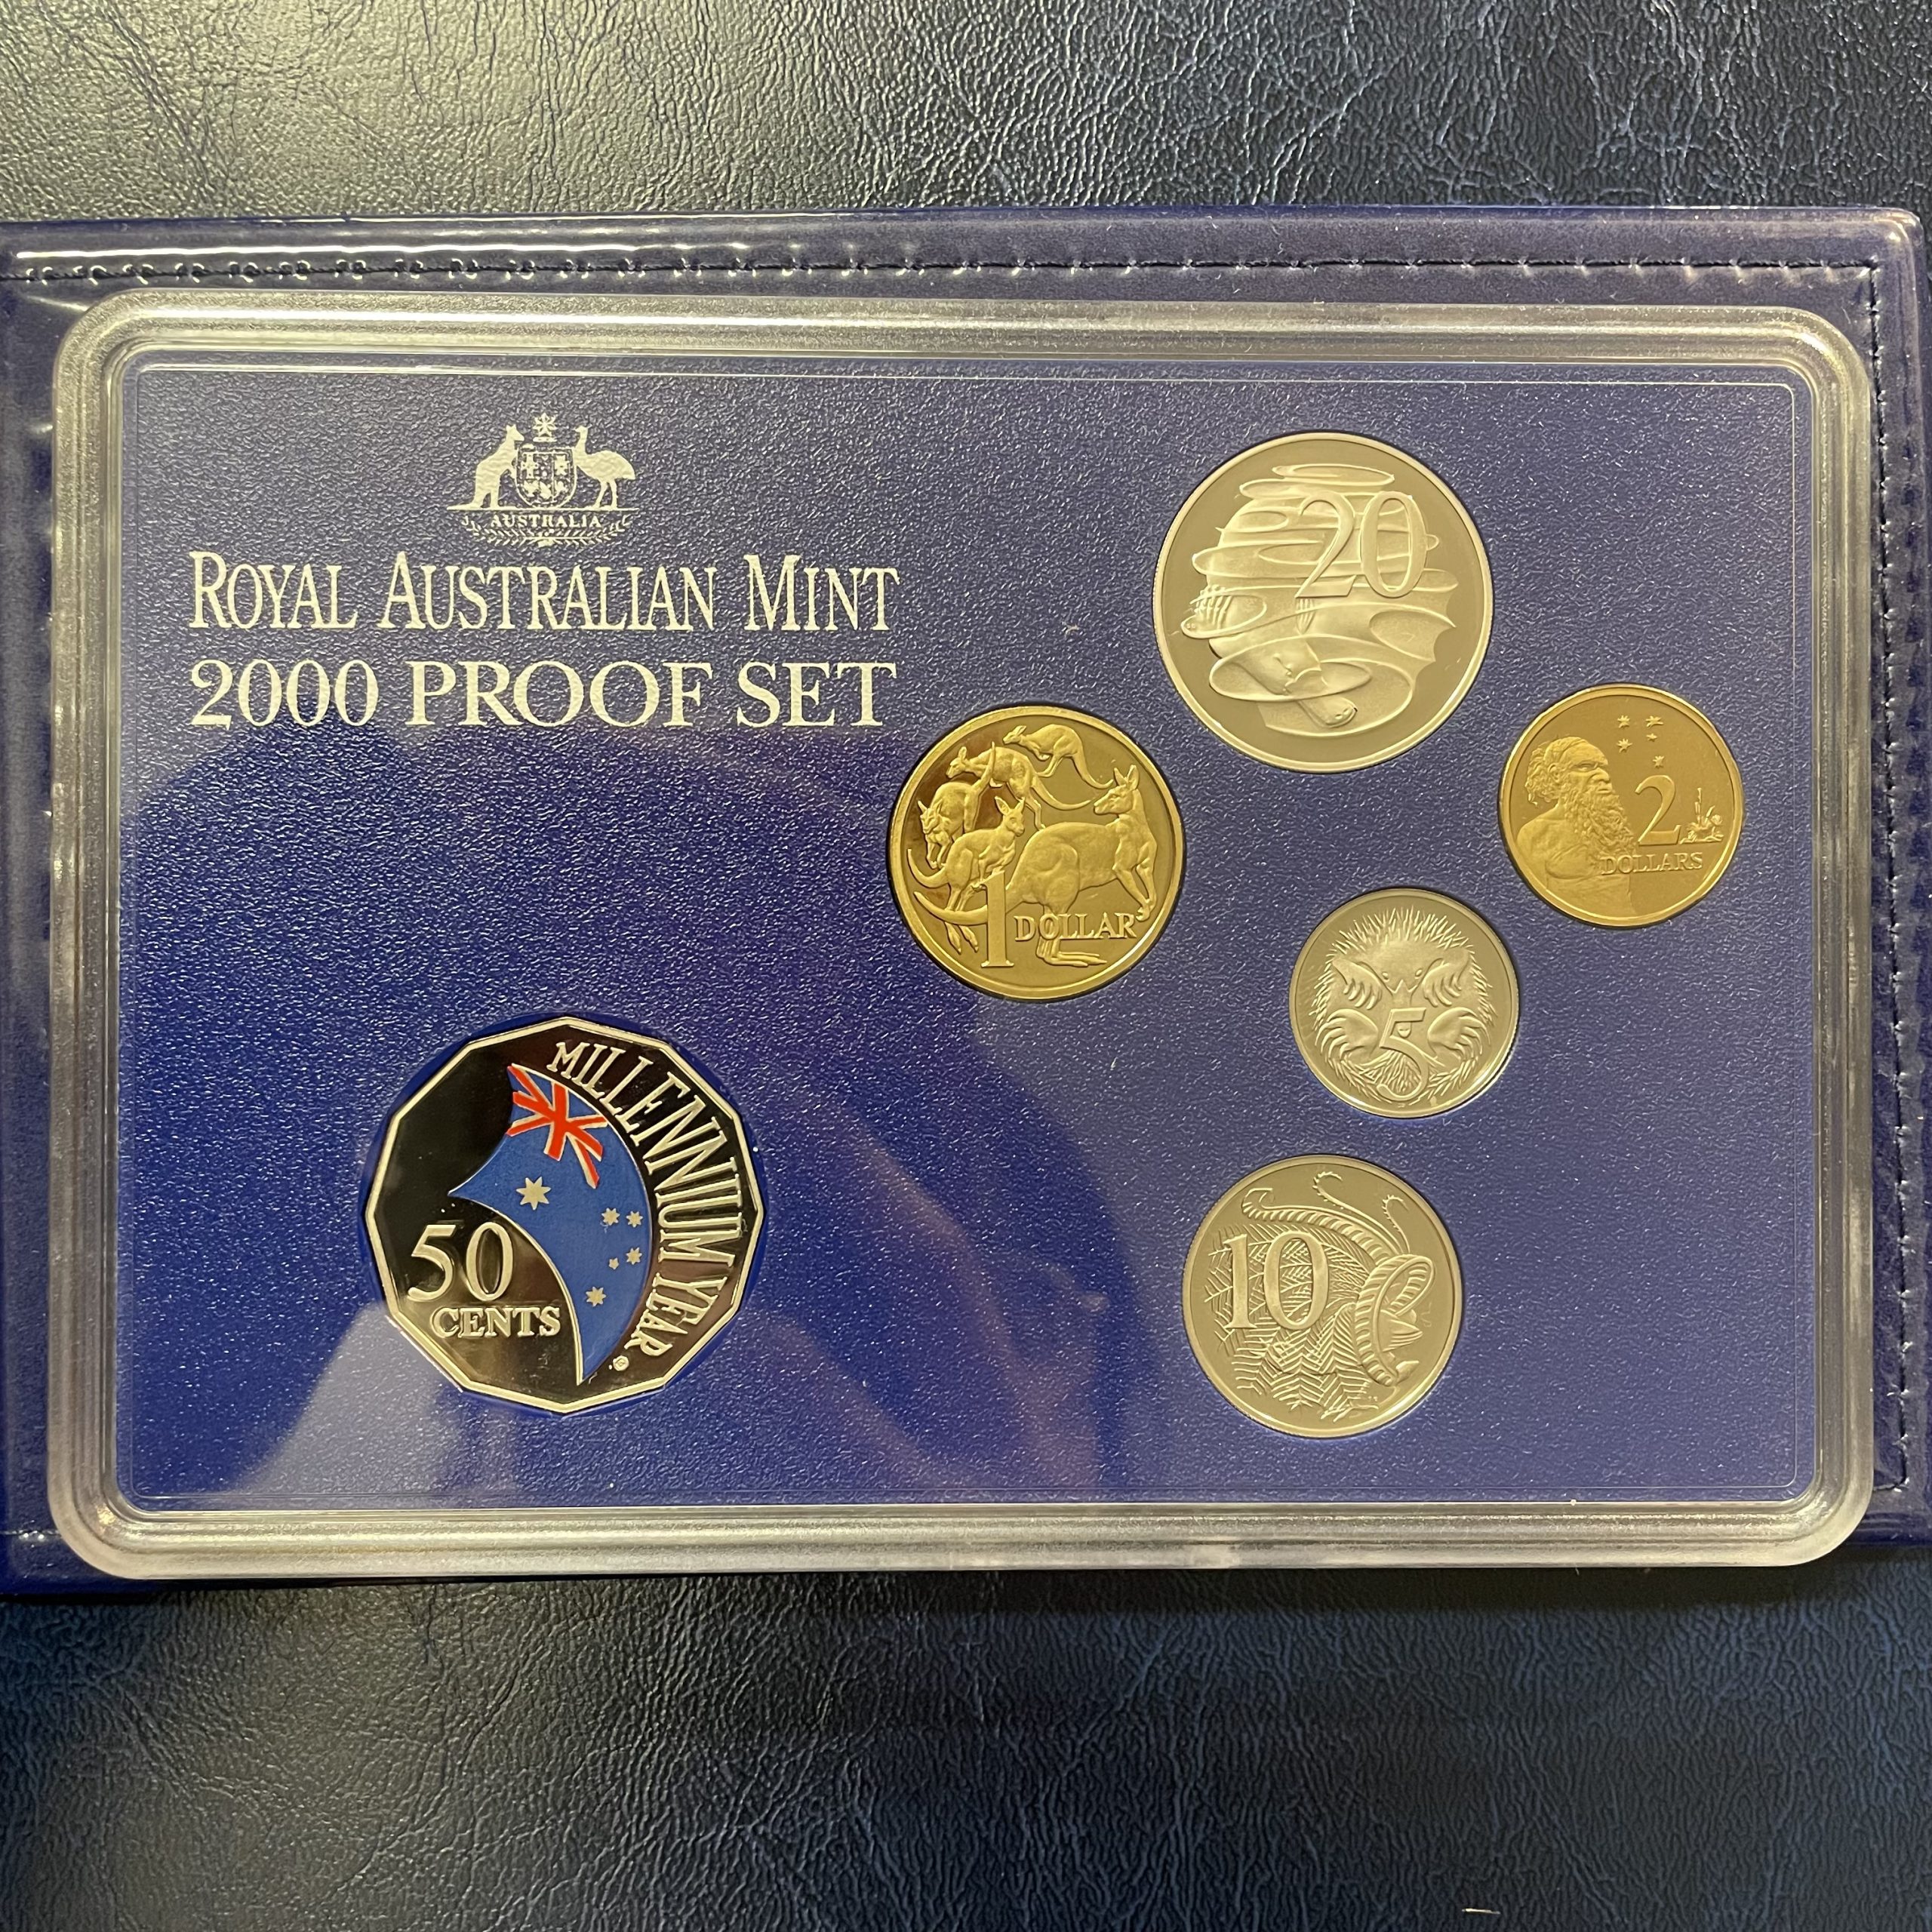 AUSTRALIA
ROYAL AUSTRALIAN MINT
2000 PROOF SET
20
2
DOLLARS
1 DOLLAR
5
MILLENNIUM YEAR
50
CENTS
10